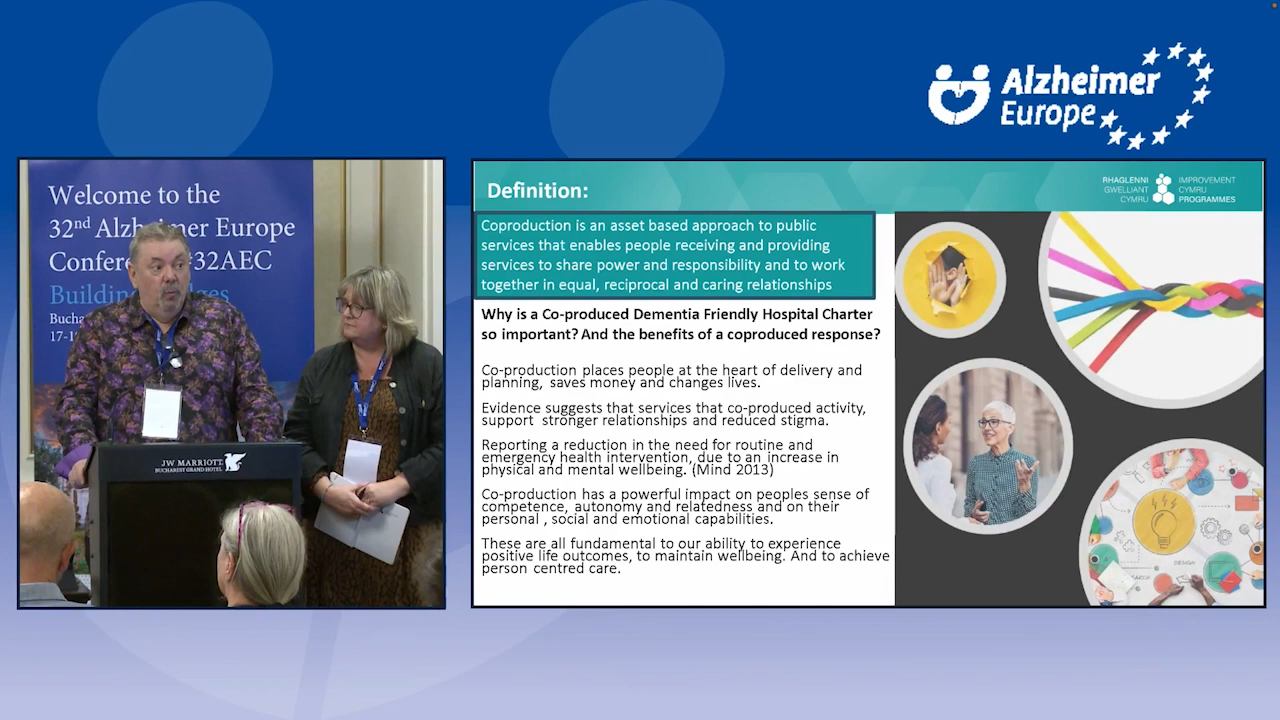 Alzheimer
Europe
Welcome to the
32nd Alzheimer Europe
Conference #32AEC
Building
17-1
JW MARRIOTT
BUCHAREST GRAND HOTEL
Definition:
RHAGLENNI
GWELLIANT
CYMRU
IMPROVEMENT
CYMRU
PROGRAMMES
Coproduction is an asset based approach to public
services that enables people receiving and providing
services to share power and responsibility and to work
together in equal, reciprocal and caring relationships
Why is a Co-produced Dementia Friendly Hospital Charter
so important? And the benefits of a coproduced response?
Co-production places people at the heart of delivery and
planning, saves money and changes lives.
Evidence suggests that services that co-produced activity,
support stronger relationships and reduced stigma.
Reporting a reduction in the need for routine and
emergency health intervention, due to an increase in
physical and mental wellbeing. (Mind 2013)
Co-production has a powerful impact on peoples sense of
competence, autonomy and relatedness and on their
personal , social and emotional capabilities.
These are all fundamental to our ability to experience
positive life outcomes, to maintain wellbeing. And to achieve
person centred care.
DESIGN